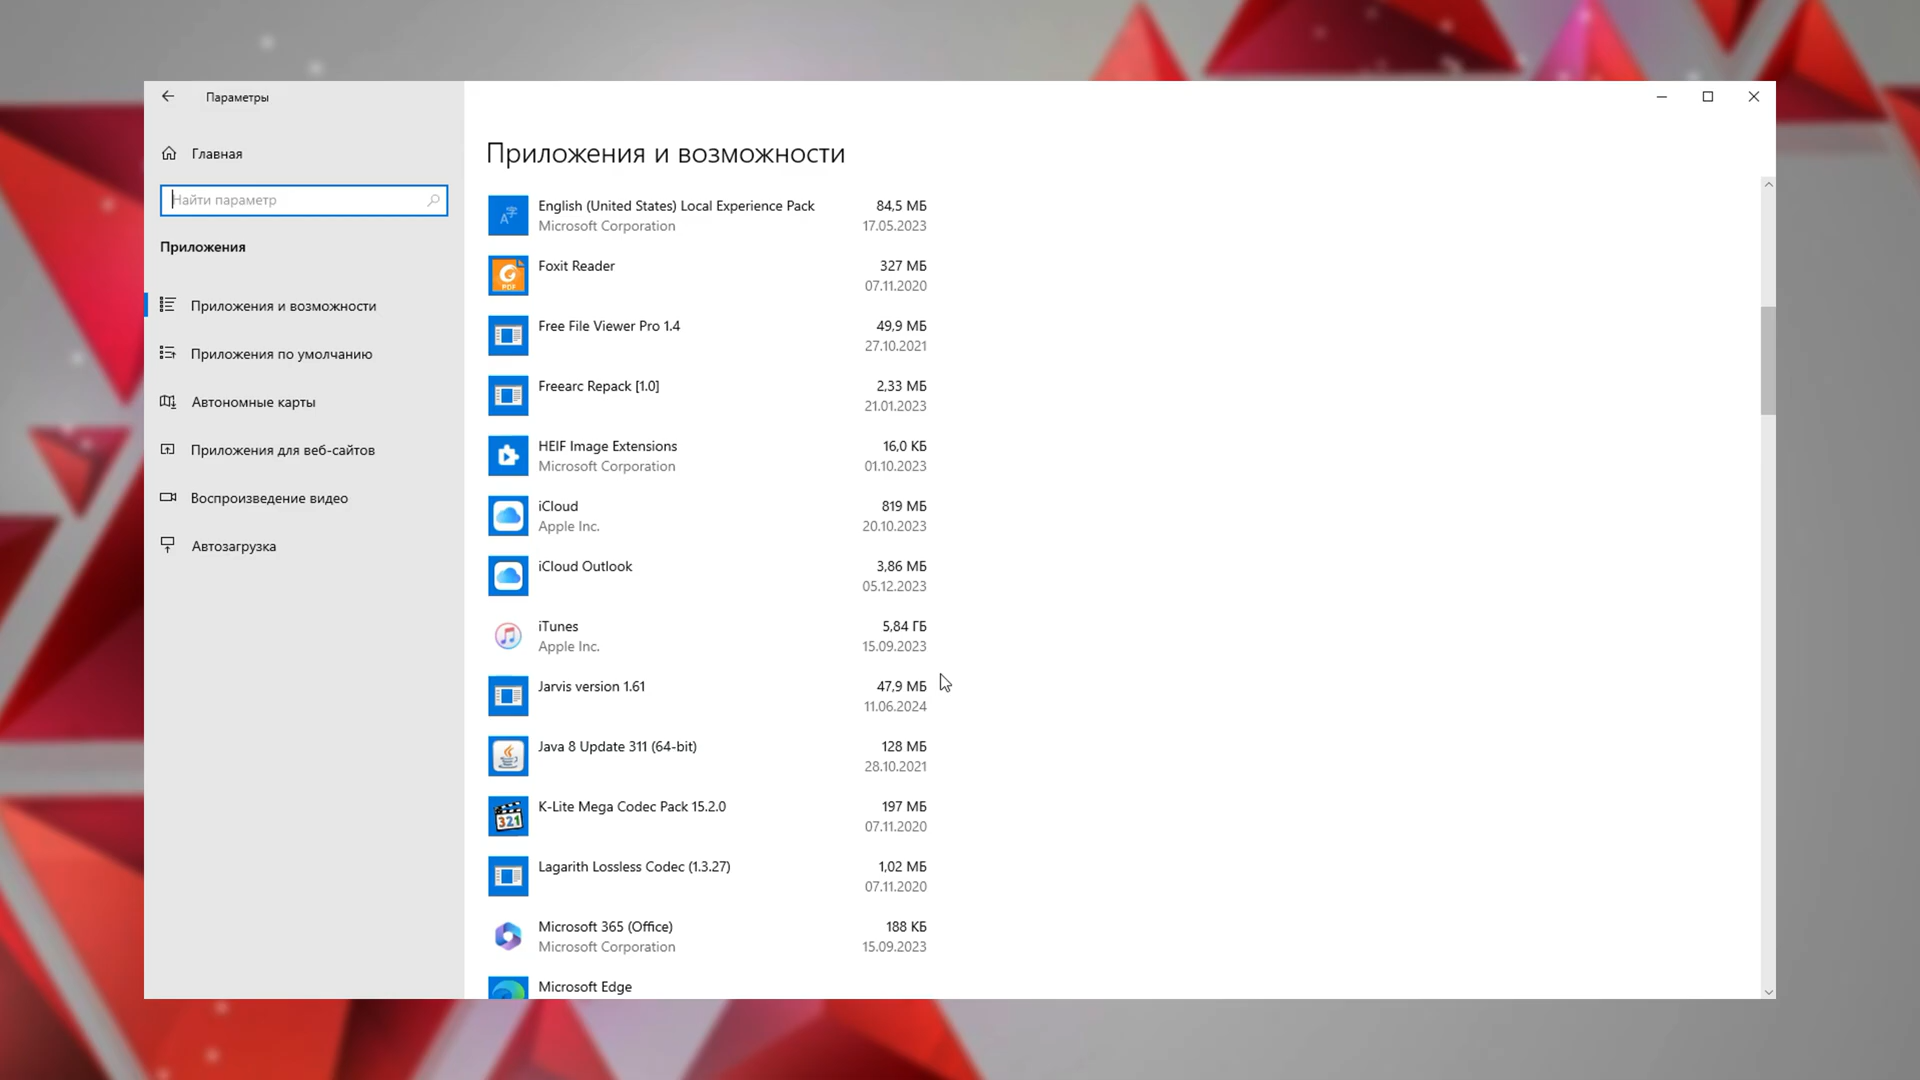 Параметры
Главная
Найти параметр
Приложения
Приложения и возможности
Приложения по умолчанию
Автономные карты
Приложения для веб-сайтов
Воспроизведение видео
Автозагрузка
Приложения и возможности
English (United States) Local Experience Pack 84,5 МБ
Microsoft Corporation 17.05.2023
Foxit Reader 327 МБ
PDF 07.11.2020
Free File Viewer Pro 1.4 49,9 МБ
27.10.2021
Freearc Repack [1.0] 2,33 МБ
21.01.2023
HEIF Image Extensions 16,0 КБ
Microsoft Corporation 01.10.2023
iCloud 819 МБ
Apple Inc. 20.10.2023
iCloud Outlook 3,86 МБ
05.12.2023
iTunes 5,84 ГБ
Apple Inc. 15.09.2023
Jarvis version 1.61 47,9 МБ
11.06.2024
Java 8 Update 311 (64-bit) 128 МБ
28.10.2021
K-Lite Mega Codec Pack 15.2.0 197 МБ
321 07.11.2020
Lagarith Lossless Codec (1.3.27) 1,02 МБ
07.11.2020
Microsoft 365 (Office) 188 КБ
Microsoft Corporation 15.09.2023
Microsoft Edge